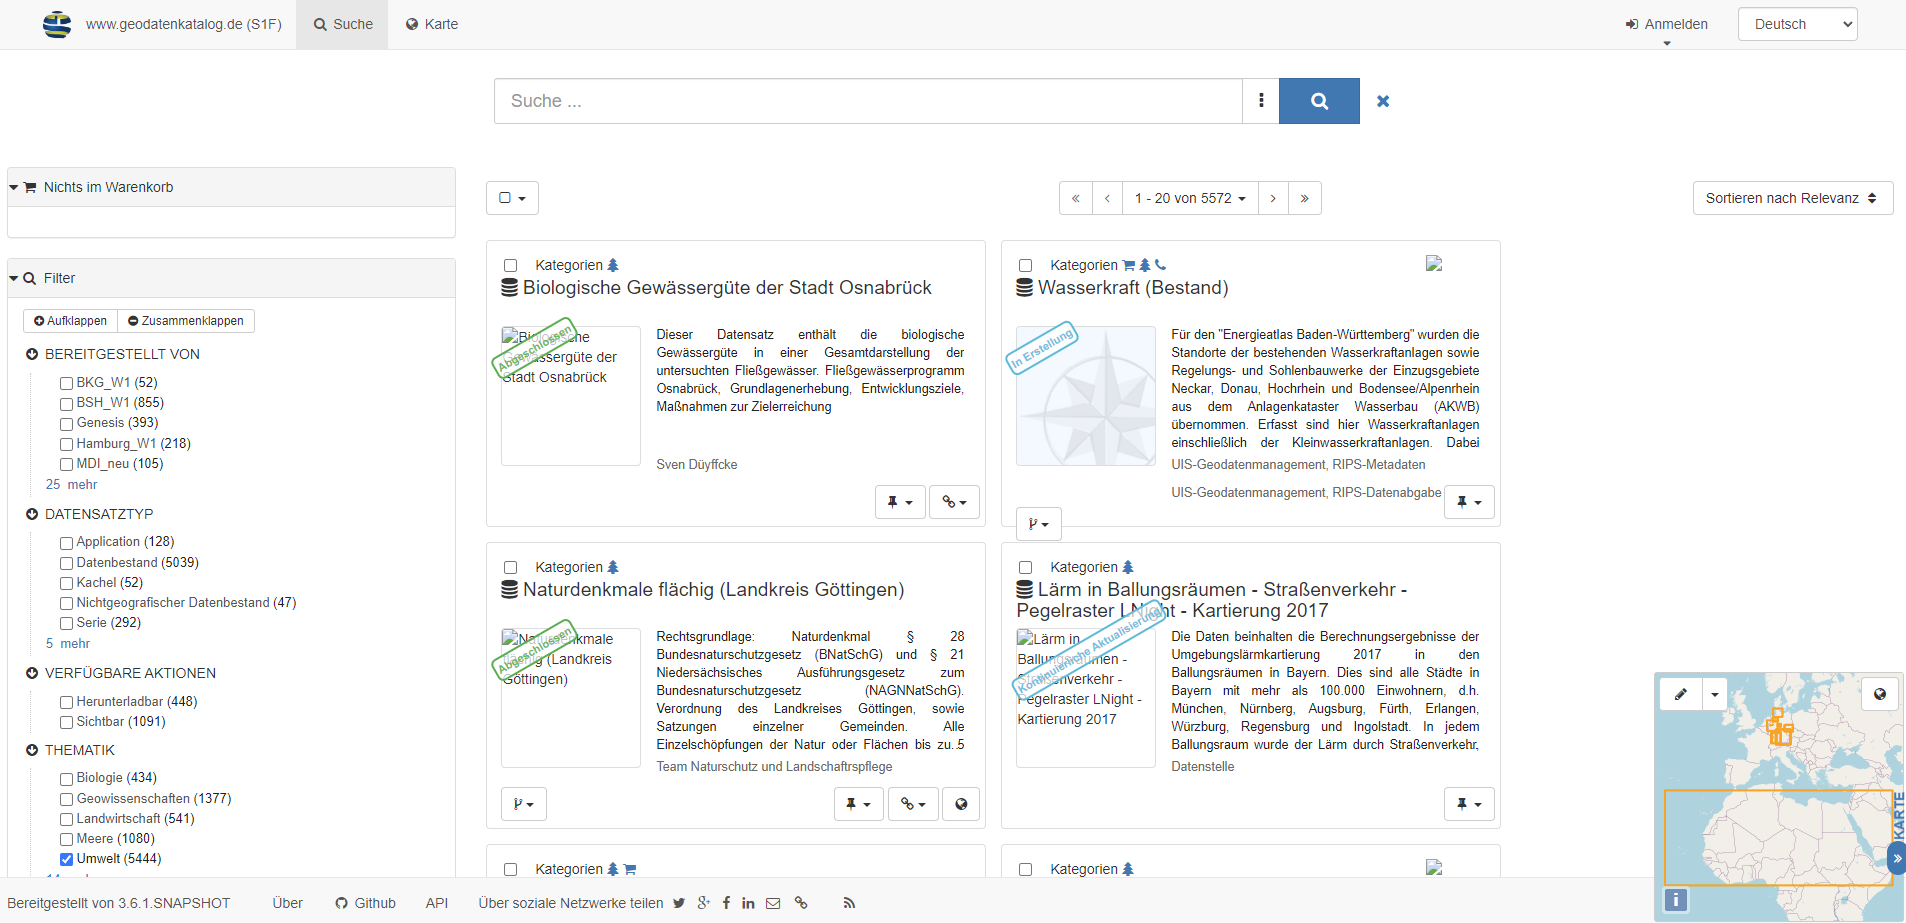 www.geodatenkatalog.de (S1F)
Suche
Karte
Anmelden
Deutsch
Suche ...
Nichts im Warenkorb
1 - 20 von 5572
Sortieren nach Relevanz
Filter
Aufklappen
Zusammenklappen
BEREITGESTELLT VON
BKG_W1 (52)
BSH_W1 (855)
Genesis (393)
Hamburg_W1 (218)
MDI_neu (105)
25 mehr
DATENSATZTYP
Application (128)
Datenbestand (5039)
Kachel (52)
Nichtgeografischer Datenbestand (47)
Serie (292)
5 mehr
VERFÜGBARE AKTIONEN
Herunterladbar (448)
Sichtbar (1091)
THEMATIK
Biologie (434)
Geowissenschaften (1377)
Landwirtschaft (541)
Meere (1080)
Umwelt (5444)
Kategorien
Biologische Gewässergüte der Stadt Osnabrück
Abgeschlossen
Biologische
Gewässergüte der
Stadt Osnabrück
Dieser Datensatz enthält die biologische
Gewässergüte in einer Gesamtdarstellung der
untersuchten Fließgewässer. Fließgewässerprogramm
Osnabrück, Grundlagenerhebung, Entwicklungsziele,
Maßnahmen zur Zielerreichung
Sven Düyffcke
Kategorien
Wasserkraft (Bestand)
In Erstellung
Für den "Energieatlas Baden-Württemberg" wurden die
Standorte der bestehenden Wasserkraftanlagen sowie
Regelungs- und Sohlenbauwerke der Einzugsgebiete
Neckar, Donau, Hochrhein und Bodensee/Alpenrhein
aus dem Anlagenkataster Wasserbau (AKWB)
übernommen. Erfasst sind hier Wasserkraftanlagen
einschließlich der Kleinwasserkraftanlagen. Dabei
UIS-Geodatenmanagement, RIPS-Metadaten
UIS-Geodatenmanagement, RIPS-Datenabgabe
Kategorien
Naturdenkmale flächig (Landkreis Göttingen)
Abgeschlossen
Naturdenkmale
flächig (Landkreis
Göttingen)
Rechtsgrundlage: Naturdenkmal § 28
Bundesnaturschutzgesetz (BNatSchG) und § 21
Niedersächsisches Ausführungsgesetz zum
Bundesnaturschutzgesetz (NAGNNatSchG).
Verordnung des Landkreises Göttingen, sowie
Satzungen einzelner Gemeinden. Alle
Einzelschöpfungen der Natur oder Flächen bis zu..5
Team Naturschutz und Landschaftrspflege
Kategorien
Lärm in Ballungsräumen - Straßenverkehr -
Pegelraster LNight - Kartierung 2017
Kontinuierliche Aktualisierung
Lärm in
Ballungsräumen -
Straßenverkehr -
Pegelraster LNight -
Kartierung 2017
Die Daten beinhalten die Berechnungsergebnisse der
Umgebungslärmkartierung 2017 in den
Ballungsräumen in Bayern. Dies sind alle Städte in
Bayern mit mehr als 100.000 Einwohnern, d.h.
München, Nürnberg, Augsburg, Fürth, Erlangen,
Würzburg, Regensburg und Ingolstadt. In jedem
Ballungsraum wurde der Lärm durch Straßenverkehr,
Datenstelle
Kategorien
Kategorien
KARTE
Bereitgestellt von 3.6.1.SNAPSHOT
Über
Github
API
Über soziale Netzwerke teilen